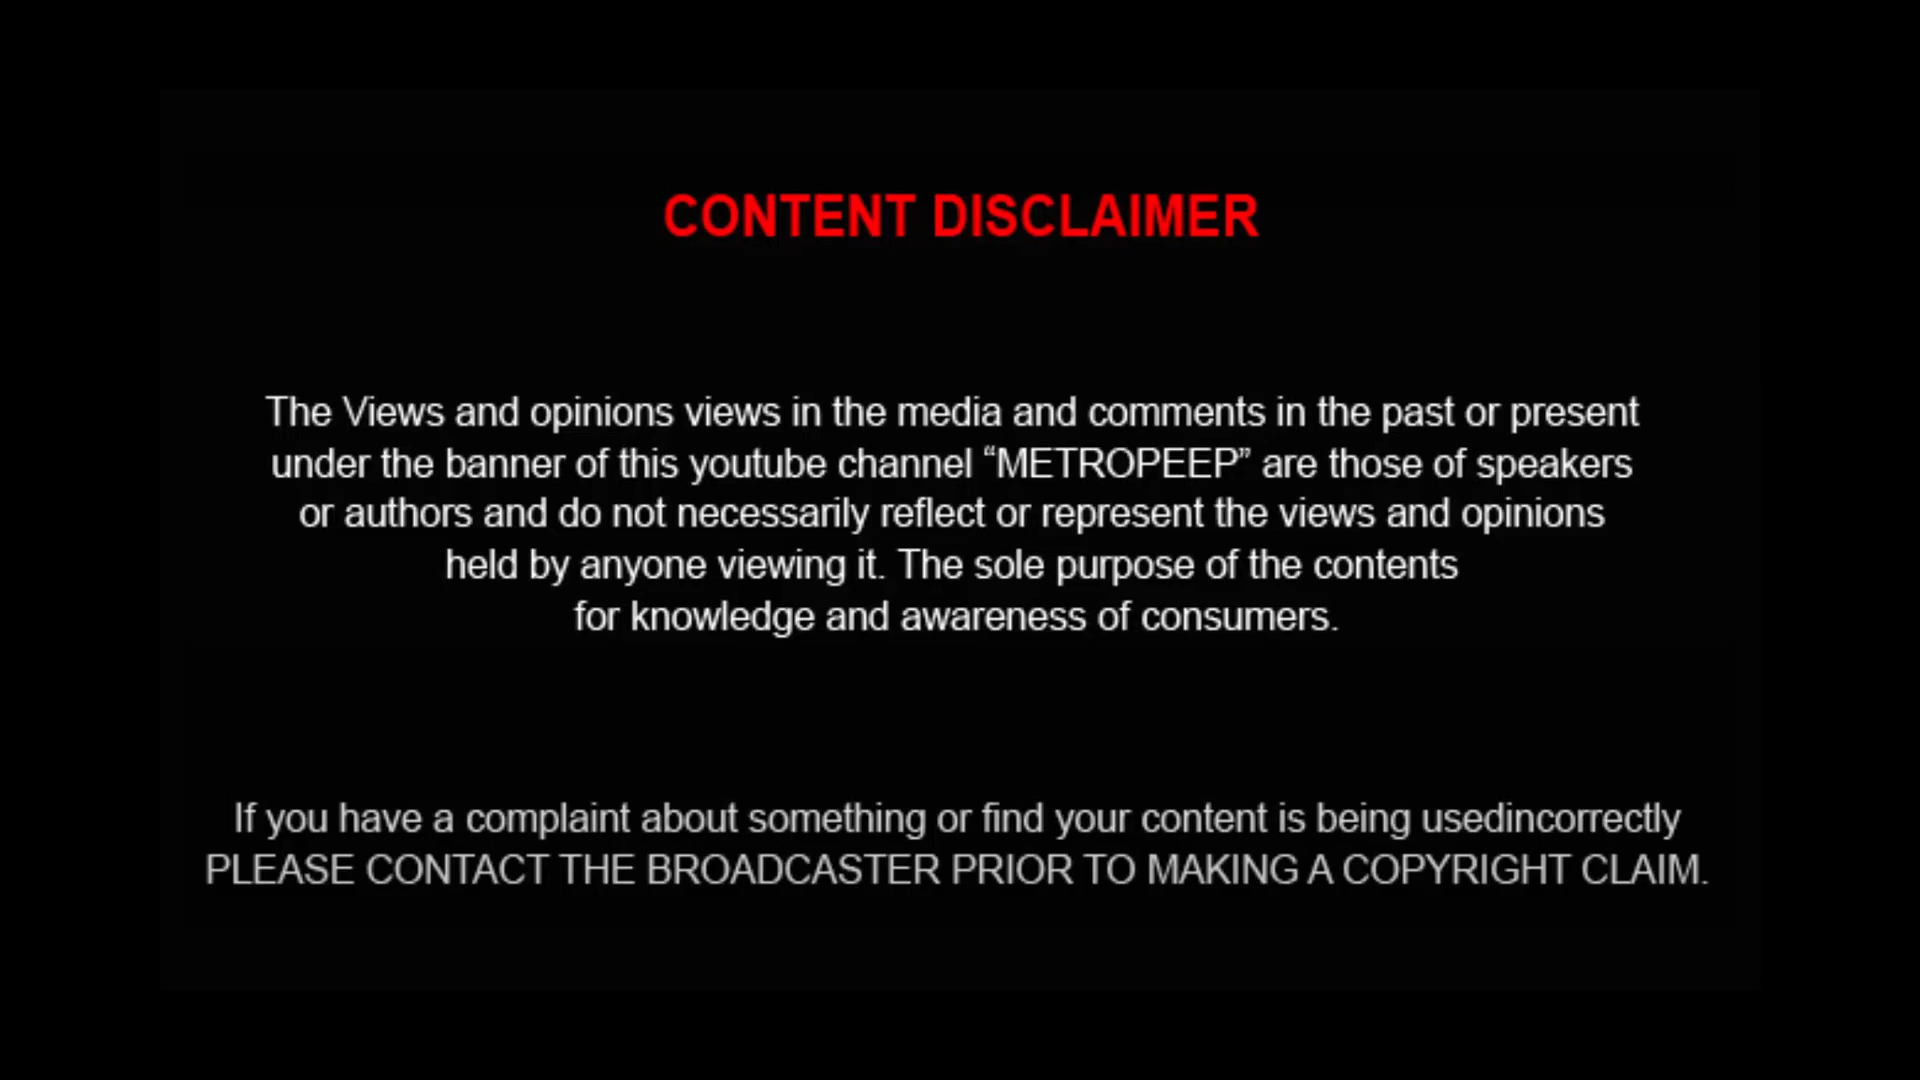 CONTENT DISCLAIMER
The Views and opinions views in the media and comments in the past or present
under the banner of this youtube channel “METROPEEP” are those of speakers
or authors and do not necessarily reflect or represent the views and opinions
held by anyone viewing it. The sole purpose of the contents
for knowledge and awareness of consumers.
If you have a complaint about something or find your content is being usedincorrectly
PLEASE CONTACT THE BROADCASTER PRIOR TO MAKING A COPYRIGHT CLAIM.